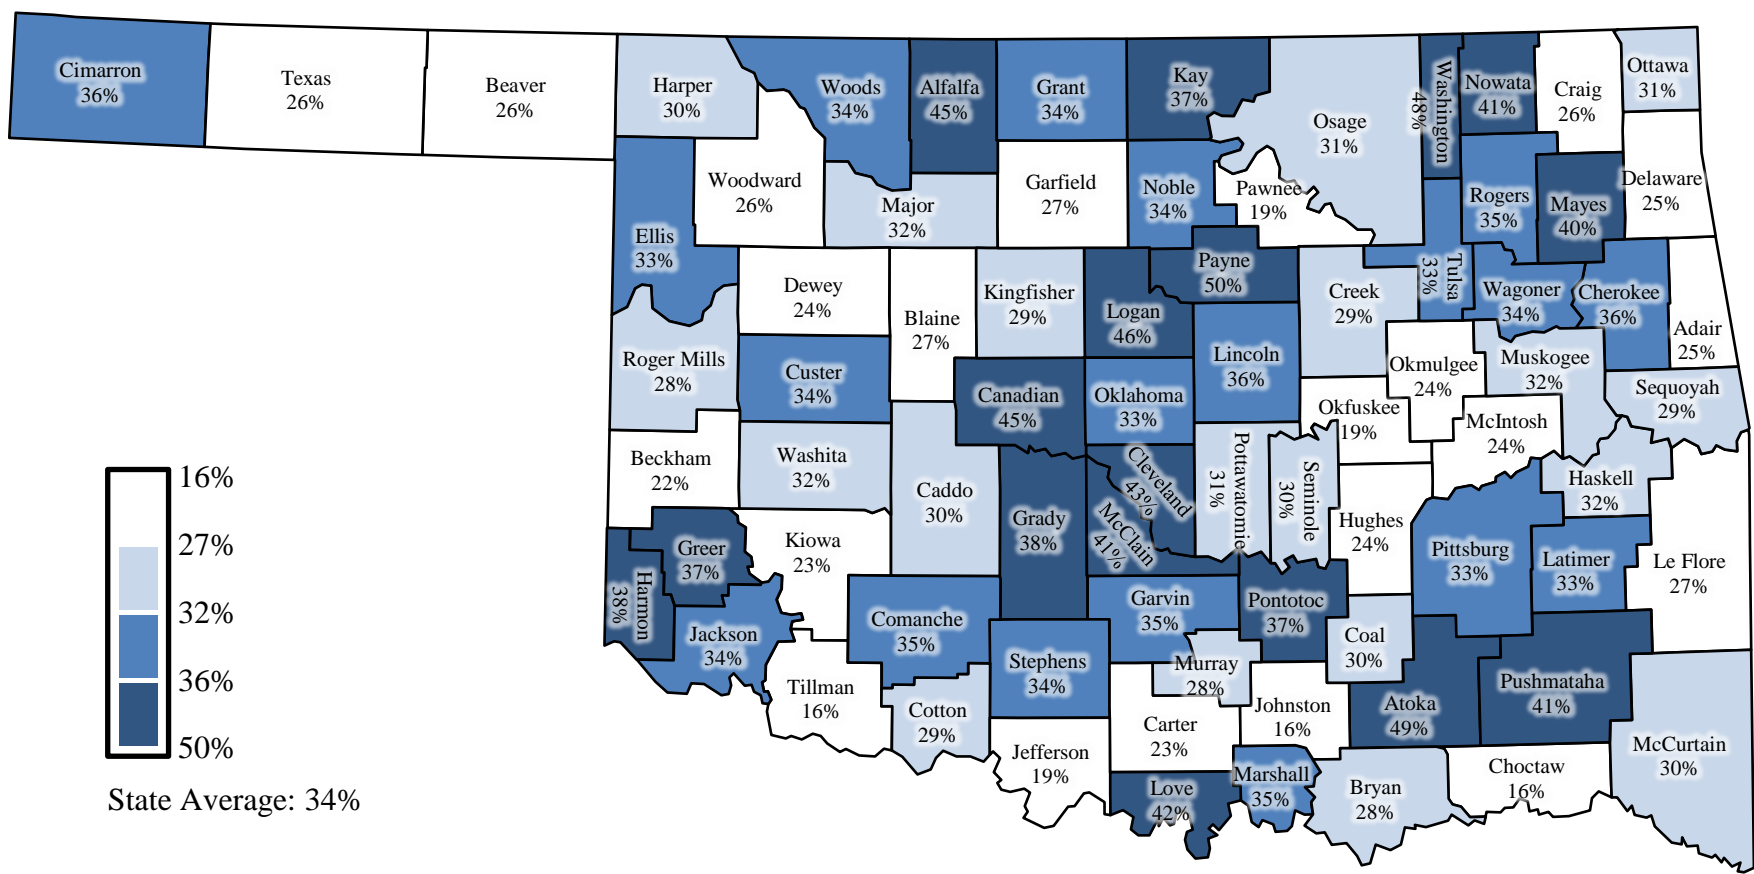 Cimarron
36%
Texas
26%
Beaver
26%
Harper
30%
Woods
34%
Alfalfa
45%
Grant
34%
Kay
37%
Osage
31%
Washington
48%
Nowata
41%
Craig
26%
Ottawa
31%
Woodward
26%
Major
32%
Garfield
27%
Noble
34%
Pawnee
19%
Rogers
35%
Mayes
40%
Delaware
25%
Ellis
33%
Dewey
24%
Blaine
27%
Kingfisher
29%
Logan
46%
Payne
50%
Creek
29%
Tulsa
33%
Wagoner
34%
Cherokee
36%
Adair
25%
Roger Mills
28%
Custer
34%
Canadian
45%
Oklahoma
33%
Lincoln
36%
Okmulgee
24%
Muskogee
32%
Sequoyah
29%
Okfuskee
19%
McIntosh
24%
Beckham
22%
Washita
32%
Caddo
30%
Grady
38%
Cleveland
43%
McClain
41%
Pottawatomie
31%
Seminole
30%
Hughes
24%
Haskell
32%
Pittsburg
33%
Latimer
33%
Le Flore
27%
Greer
37%
Kiowa
23%
Harmon
38%
Jackson
34%
Comanche
35%
Garvin
35%
Pontotoc
37%
Coal
30%
Stephens
34%
Murray
28%
Tillman
16%
Cotton
29%
Carter
23%
Johnston
16%
Atoka
49%
Pushmataha
41%
McCurtain
30%
Jefferson
19%
Love
42%
Marshall
35%
Bryan
28%
Choctaw
16%
16%
27%
32%
36%
50%
State Average: 34%